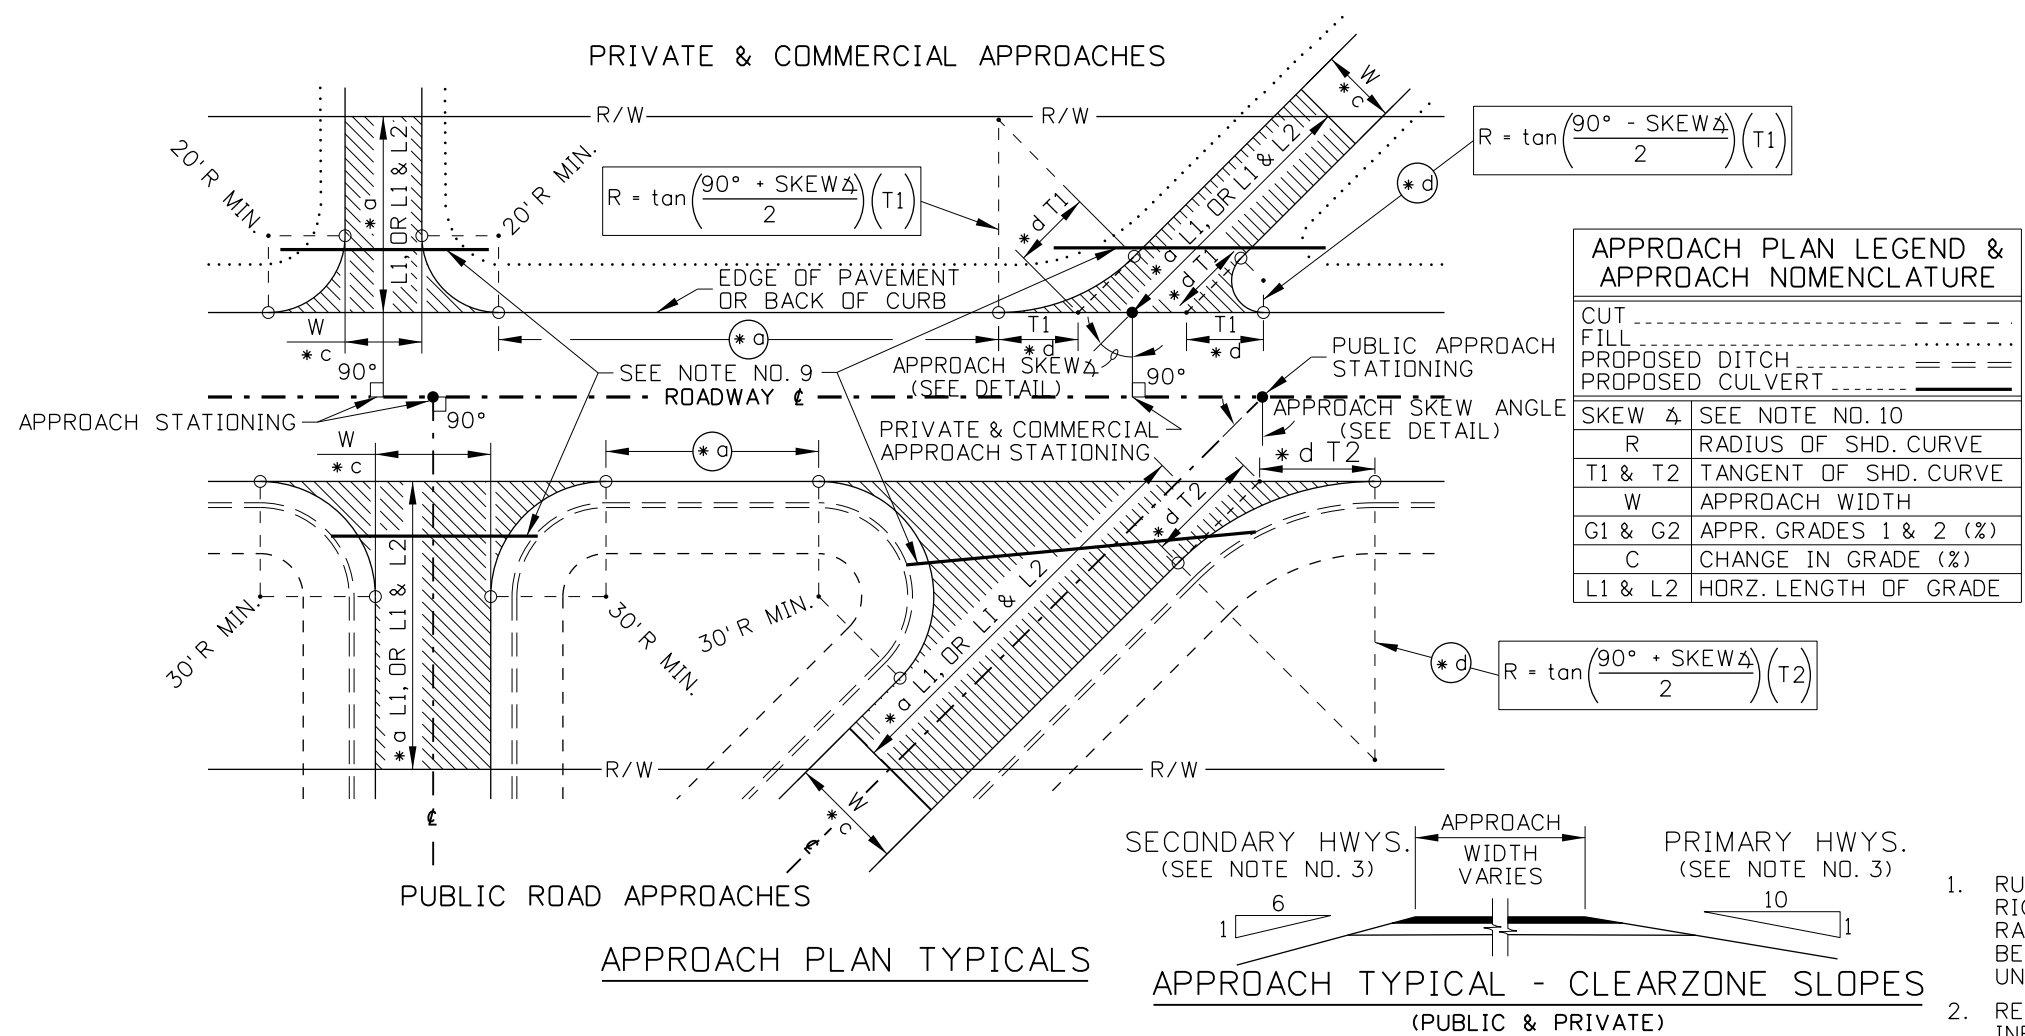 PRIVATE & COMMERCIAL APPROACHES
R/W
R/W
W
* c
20' R MIN.
20' R MIN.
* a
L1, OR L1 & L2
R = tan(90° + SKEW∡ / 2)(T1)
R = tan(90° - SKEW∡ / 2)(T1)
* d
* d T1
* a L1, OR L1 & L2
* d T1
EDGE OF PAVEMENT
OR BACK OF CURB
W
* c
90°
* a
T1
* d
T1
* d
APPROACH SKEW∡
(SEE DETAIL)
90°
SEE NOTE NO. 9
ROADWAY ℄
PUBLIC APPROACH
STATIONING
APPROACH STATIONING
90°
APPROACH SKEW ANGLE
(SEE DETAIL)
PRIVATE & COMMERCIAL
APPROACH STATIONING
W
* c
* a
* d T2
* d T2
30' R MIN.
30' R MIN.
30' R MIN.
* a L1, OR L1 & L2
* a L1, OR L1 & L2
* d
R = tan(90° + SKEW∡ / 2)(T2)
R/W
R/W
W
* c
℄
℄
PUBLIC ROAD APPROACHES
APPROACH PLAN TYPICALS
APPROACH PLAN LEGEND &
APPROACH NOMENCLATURE
CUT
FILL
PROPOSED DITCH
PROPOSED CULVERT
SKEW ∡ SEE NOTE NO. 10
R RADIUS OF SHD. CURVE
T1 & T2 TANGENT OF SHD. CURVE
W APPROACH WIDTH
G1 & G2 APPR. GRADES 1 & 2 (%)
C CHANGE IN GRADE (%)
L1 & L2 HORZ. LENGTH OF GRADE
SECONDARY HWYS.
(SEE NOTE NO. 3)
6
1
APPROACH
WIDTH
VARIES
PRIMARY HWYS.
(SEE NOTE NO. 3)
10
1
APPROACH TYPICAL - CLEARZONE SLOPES
(PUBLIC & PRIVATE)
1. RU
RA
BE
UN
2. RE